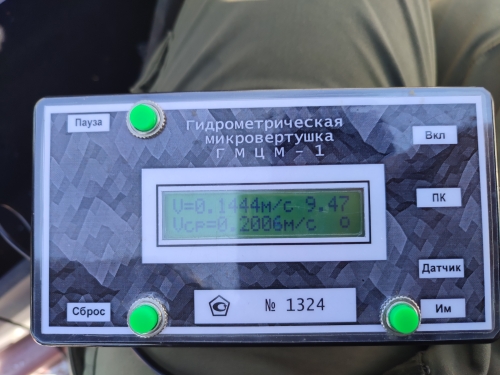 Пауза
Гидрометрическая
микровертушка
ГМЦМ-1
Вкл
V=0.1444м/с 9.47
Vср=0.2006м/с
ПК
Датчик
Сброс
№ 1324
Им